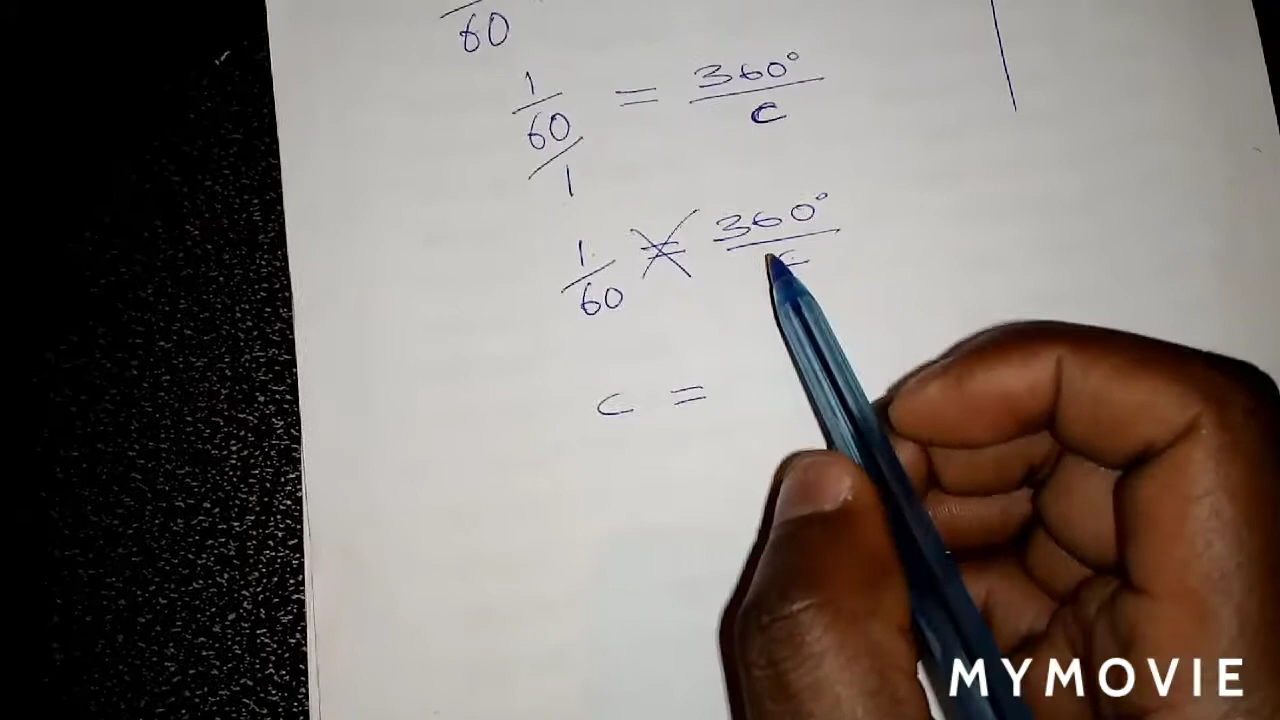 60
1/60/1 = 360°/c
1/60 = 360°/c
c =
MYMOVIE